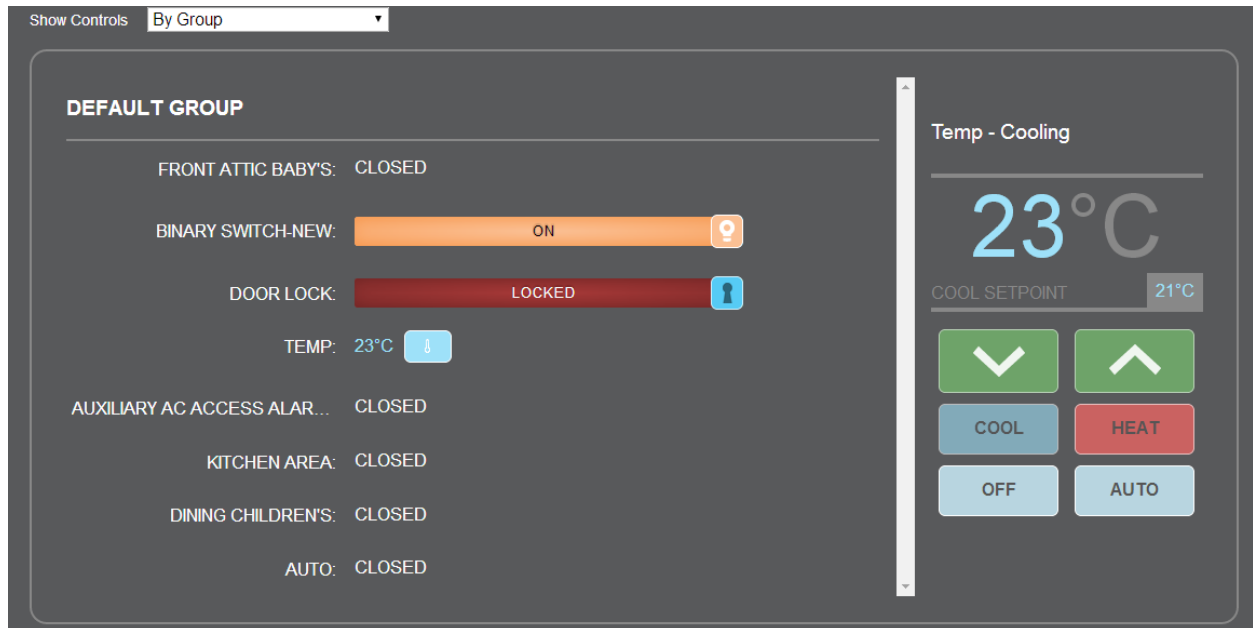 Show Controls By Group
DEFAULT GROUP
FRONT ATTIC BABY'S: CLOSED
BINARY SWITCH-NEW: ON
DOOR LOCK: LOCKED
TEMP: 23°C
AUXILIARY AC ACCESS ALAR... CLOSED
KITCHEN AREA: CLOSED
DINING CHILDREN'S: CLOSED
AUTO: CLOSED
Temp - Cooling
23°C
COOL SETPOINT 21°C
COOL HEAT
OFF AUTO